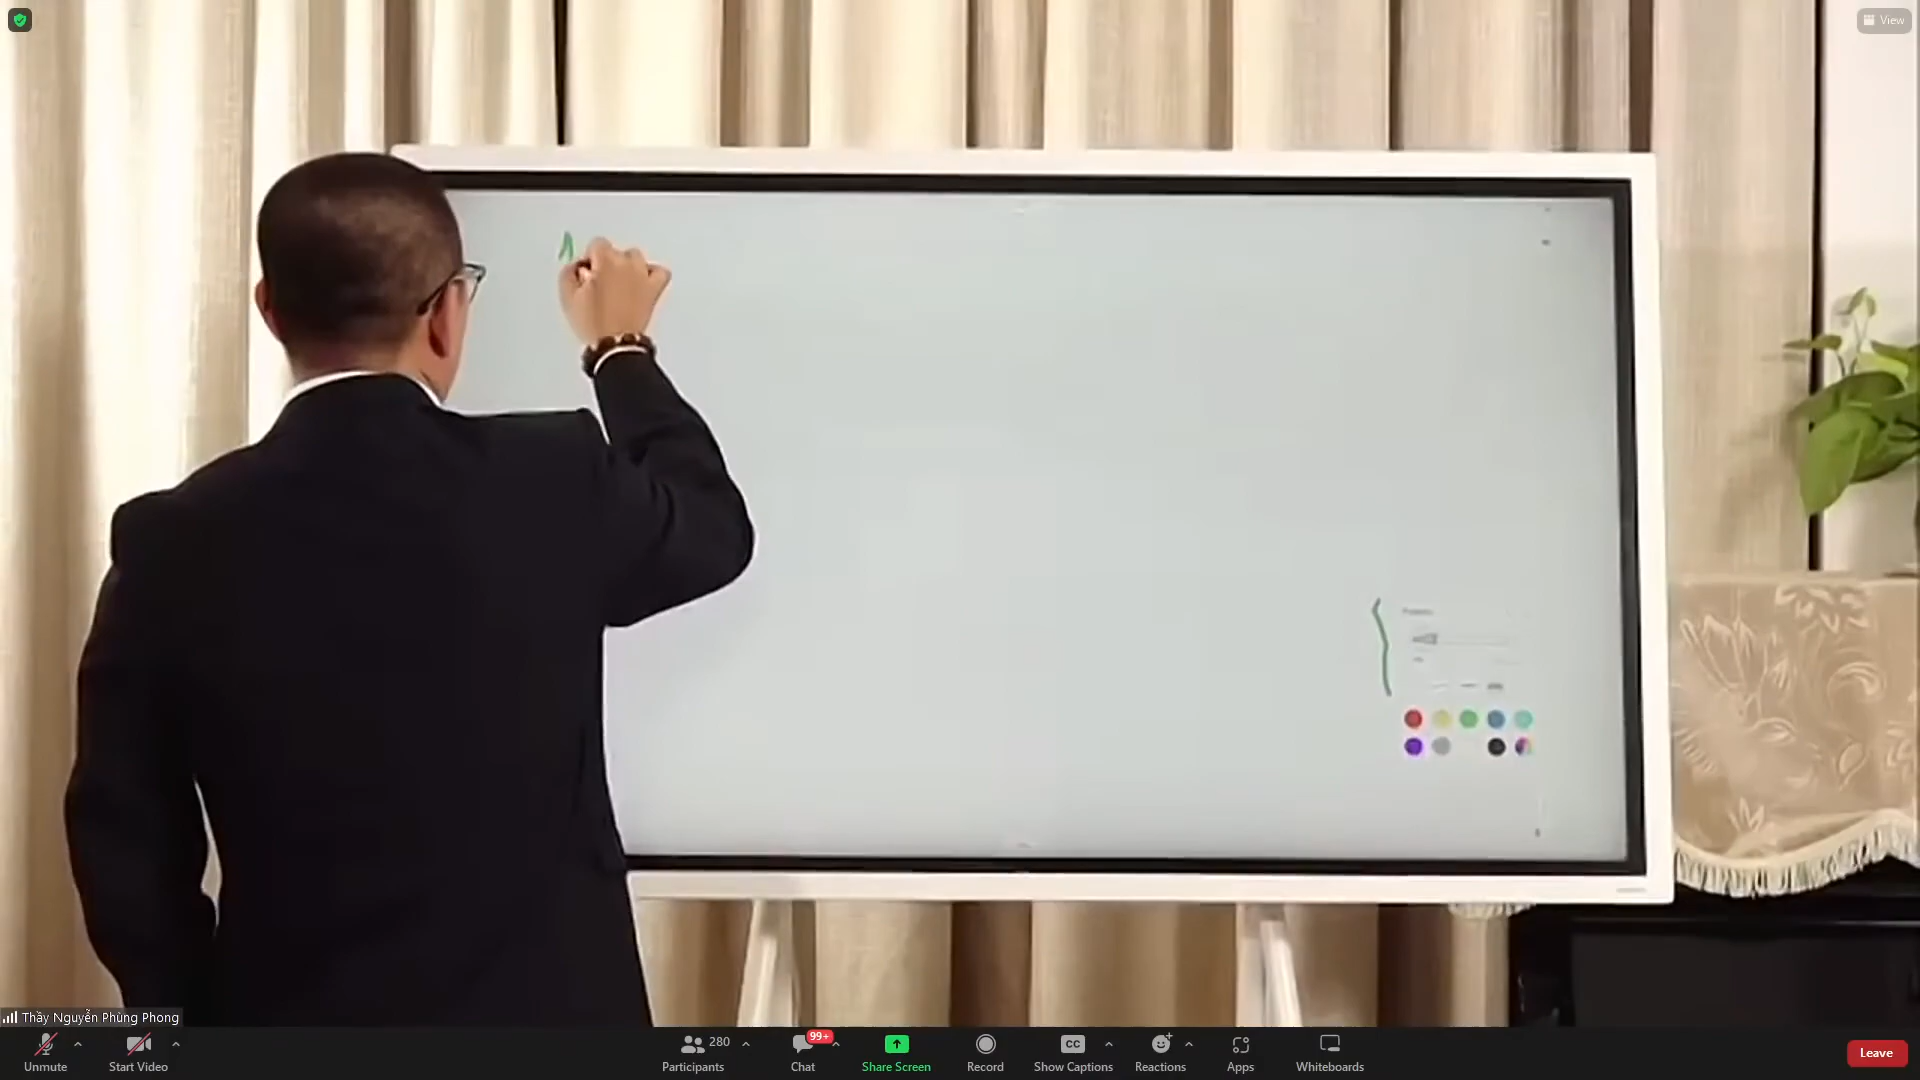 View
Thầy Nguyễn Phùng Phong
Unmute
Start Video
280
Participants
99+
Chat
Share Screen
Record
CC
Show Captions
Reactions
Apps
Whiteboards
Leave